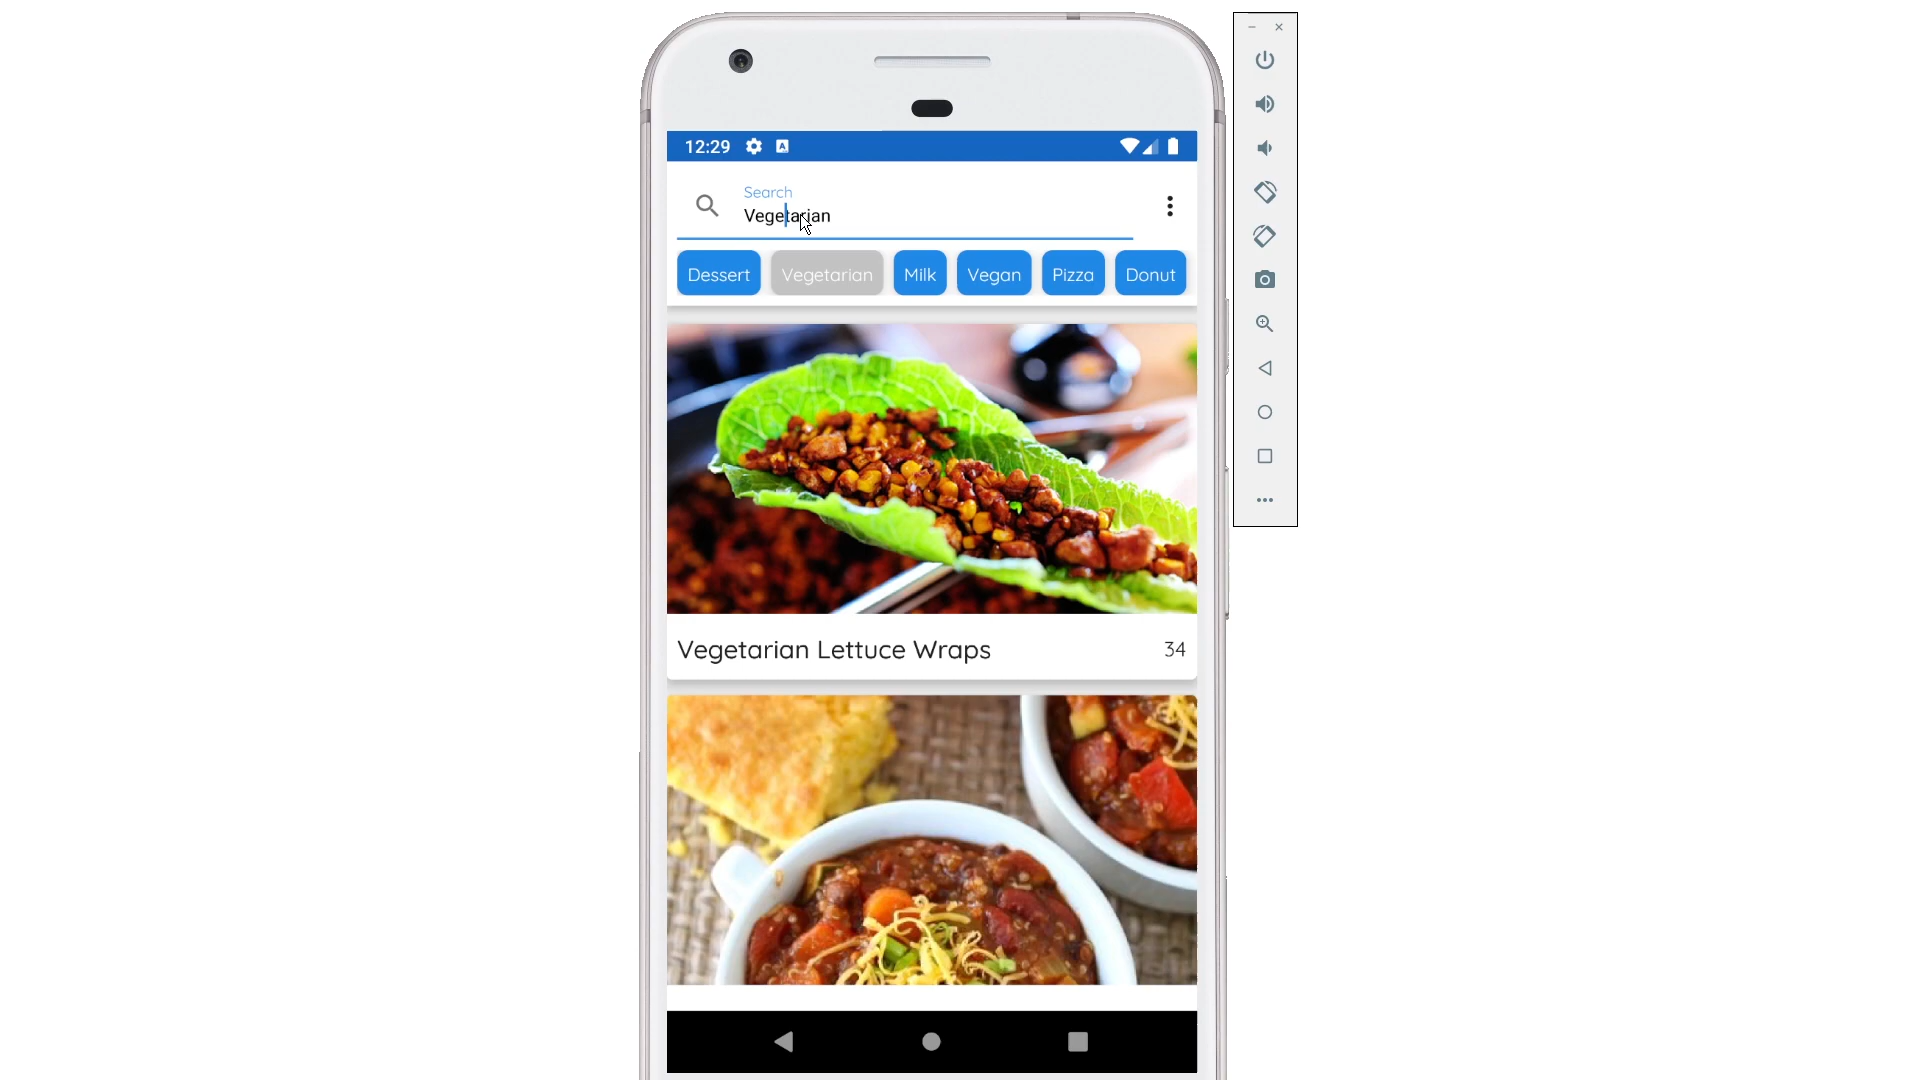 12:29 A
Search
Vegetarian
Dessert Vegetarian Milk Vegan Pizza Donut
Vegetarian Lettuce Wraps 34